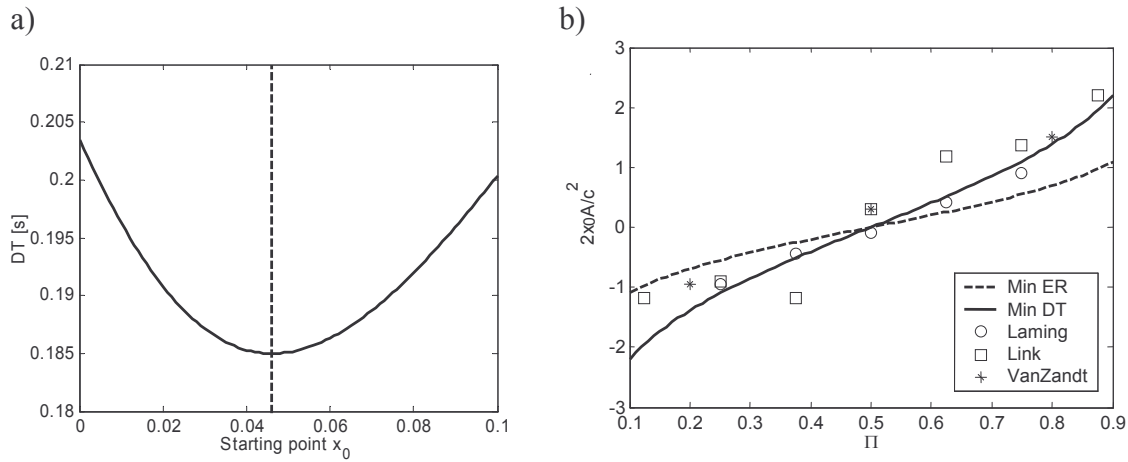 a)
0.21
0.205
0.2
0.195
0.19
0.185
0.18
DT [s]
0
0.02
0.04
0.06
0.08
0.1
Starting point x₀
b)
3
2
1
0
-1
-2
-3
2x₀A/c²
0.1
0.2
0.3
0.4
0.5
0.6
0.7
0.8
0.9
Π
Min ER
Min DT
Laming
Link
VanZandt